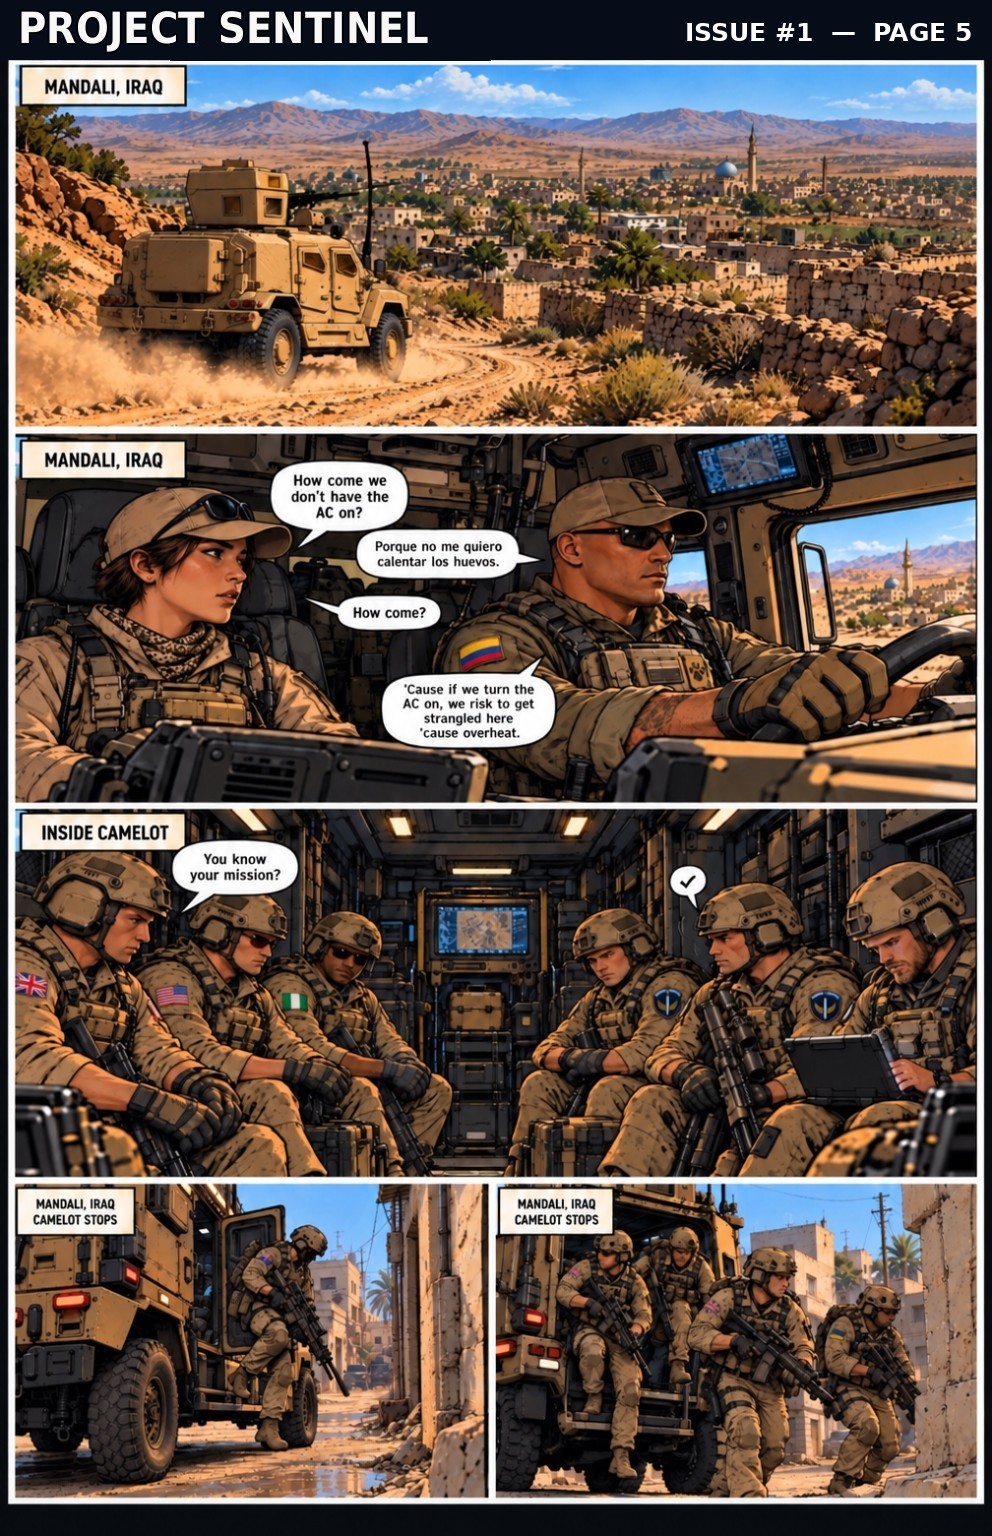 PROJECT SENTINEL
ISSUE #1 — PAGE 5
MANDALI, IRAQ
MANDALI, IRAQ
How come we
don't have the
AC on?
Porque no me quiero
calentar los huevos.
How come?
'Cause if we turn the
AC on, we risk to get
strangled here
'cause overheat.
INSIDE CAMELOT
You know
your mission?
✓
MANDALI, IRAQ
CAMELOT STOPS
MANDALI, IRAQ
CAMELOT STOPS